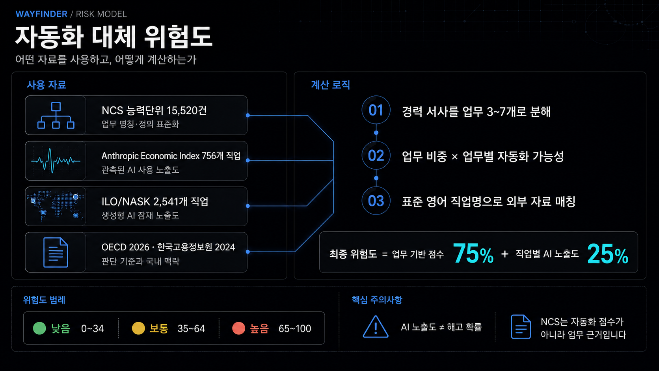 WAYFINDER / RISK MODEL
자동화 대체 위험도
어떤 자료를 사용하고, 어떻게 계산하는가
사용 자료
NCS 능력단위 15,520건
업무 명칭·정의 표준화
Anthropic Economic Index 756개 직업
관측된 AI 사용 노출도
ILO/NASK 2,541개 직업
생성형 AI 잠재 노출도
OECD 2026 · 한국고용정보원 2024
판단 기준과 국내 맥락
계산 로직
01 경력 서사를 업무 3~7개로 분해
02 업무 비중 × 업무별 자동화 가능성
03 표준 영어 직업명으로 외부 자료 매칭
최종 위험도 = 업무 기반 점수 75% + 직업별 AI 노출도 25%
위험도 범례
낮음 0~34 보통 35~64 높음 65~100
핵심 주의사항
AI 노출도 ≠ 해고 확률
NCS는 자동화 점수가
아니라 업무 근거입니다